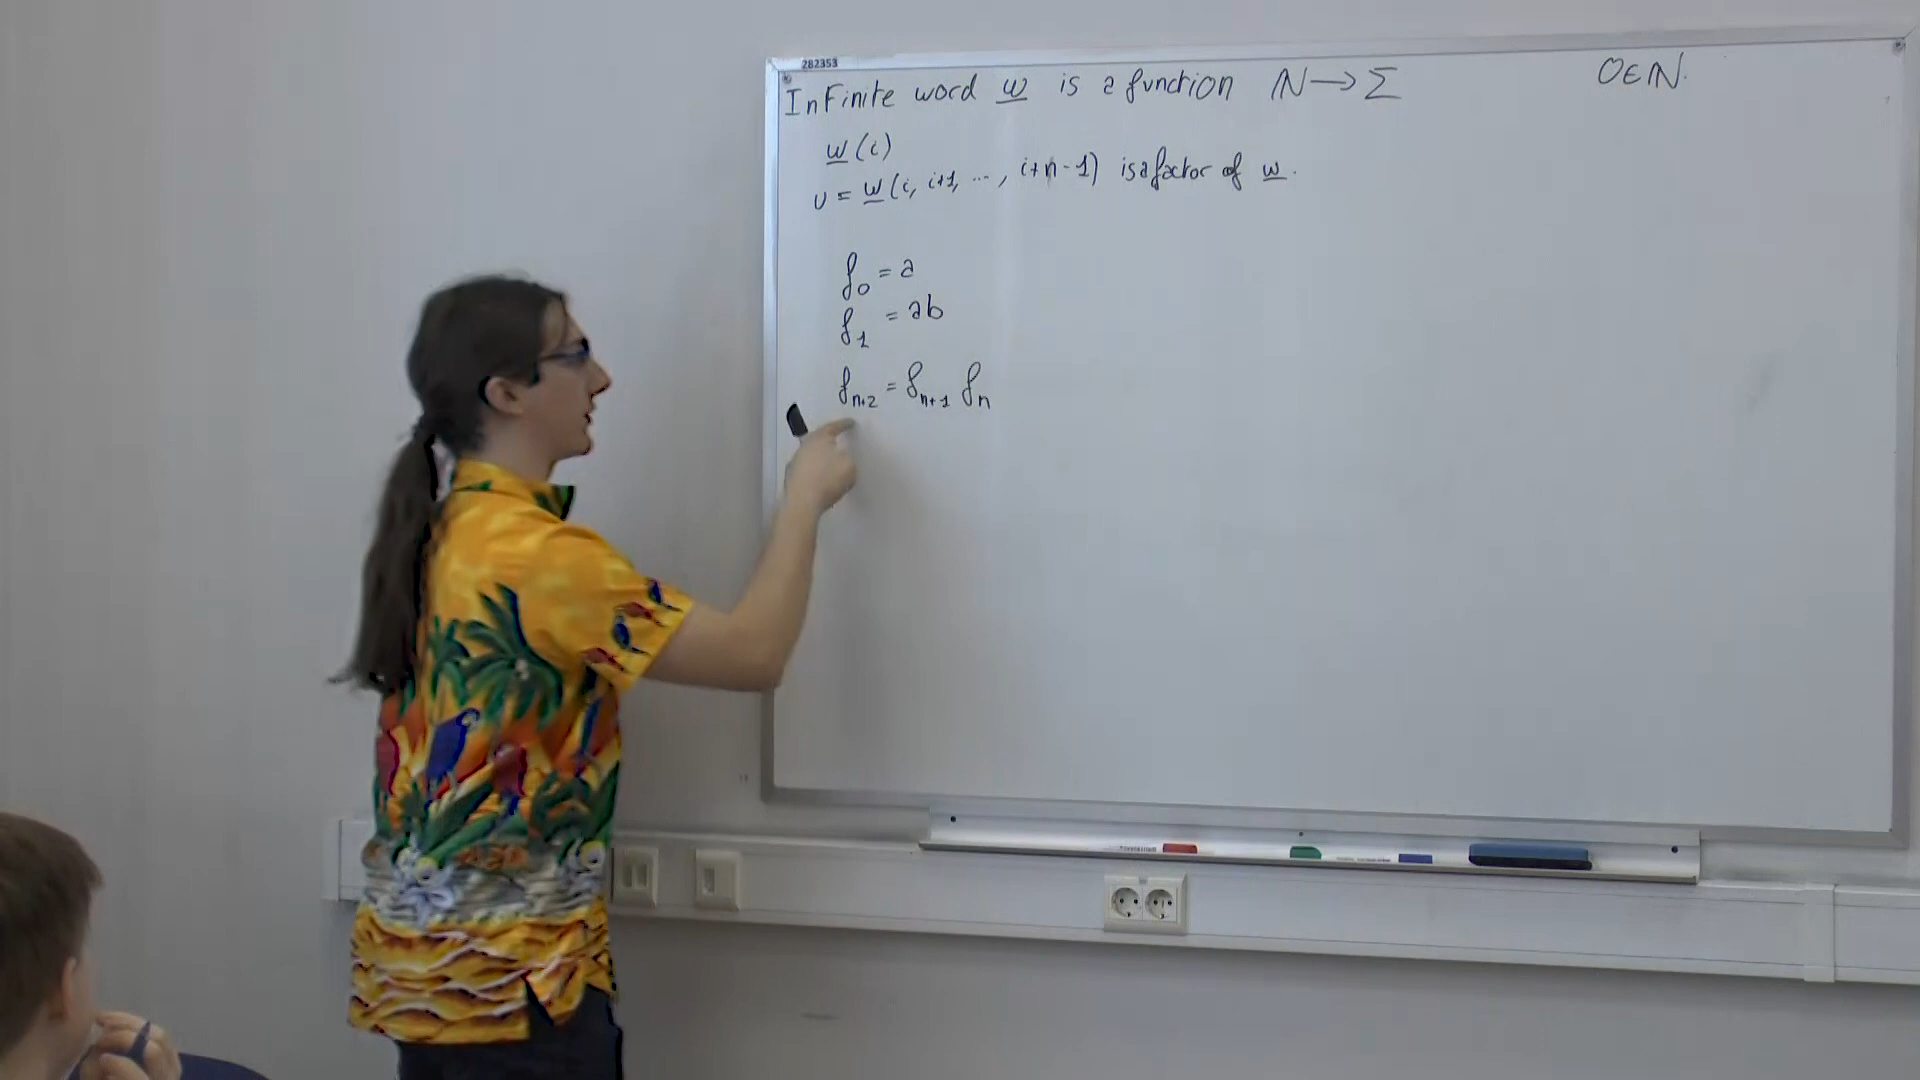 282353
Infinite word w is a function ℕ → Σ
0∈ℕ.
w(i)
u = w(i, i+1, ..., i+n-1) is a factor of w.
f₀ = a
f₁ = ab
fₙ₊₂ = fₙ₊₁ fₙ